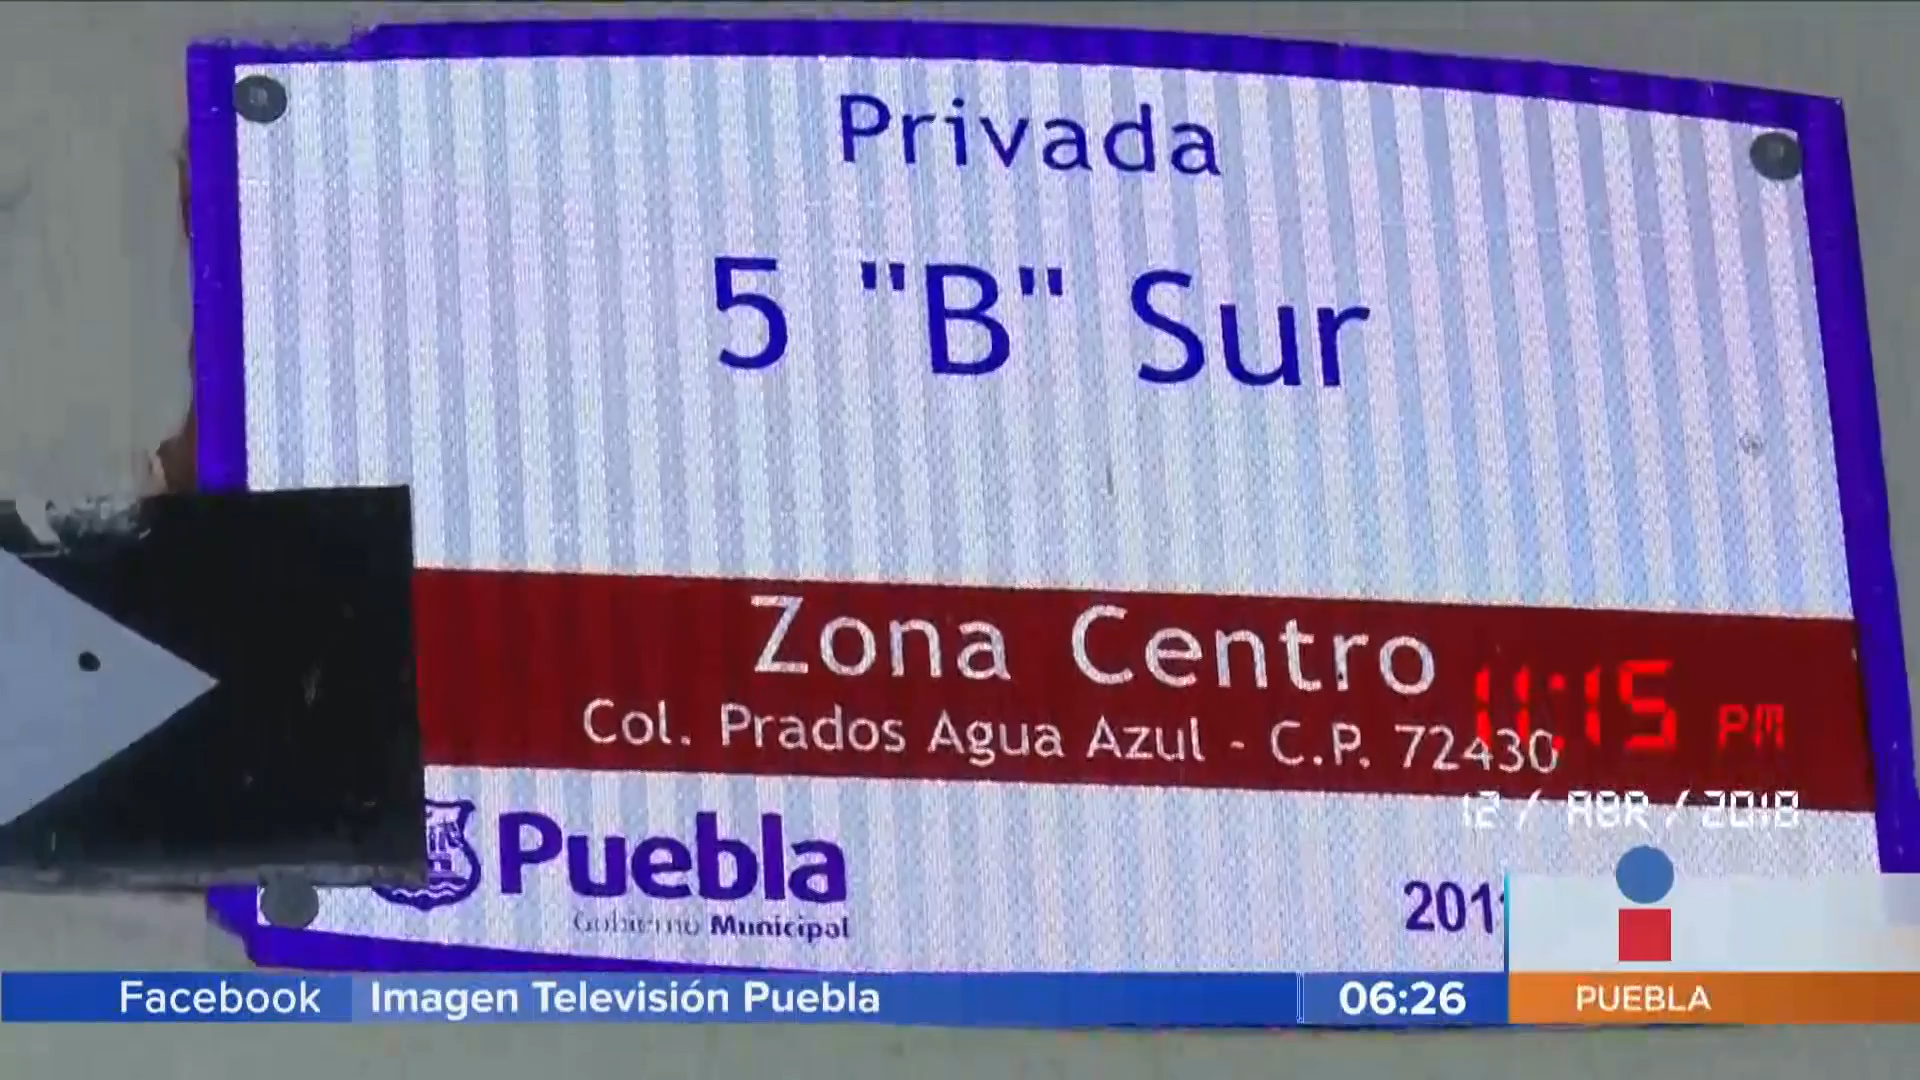 Privada
5 "B" Sur
Zona Centro
Col. Prados Agua Azul - C.P. 72430
11:15 PM
12 / ABR / 2018
Puebla
Gobierno Municipal
Facebook Imagen Televisión Puebla
06:26
PUEBLA